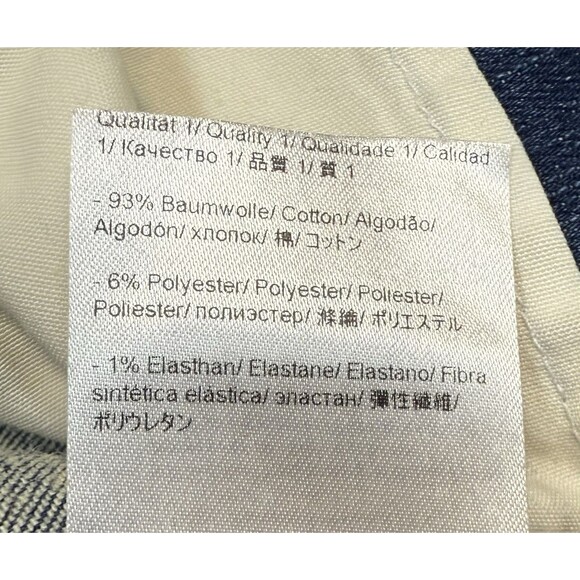 Qualität 1/ Quality 1/ Qualidade 1/ Calidad
1/ Качество 1/ 品質 1/ 質 1
- 93% Baumwolle/ Cotton/ Algodão/
Algodón/ хлопок/ 棉/ コットン
- 6% Polyester/ Polyester/ Poliester/
Poliester/ полиэстер/ 滌綸/ ポリエステル
- 1% Elasthan/ Elastane/ Elastano/ Fibra
sintética elástica/ эластан/ 彈性纖維/
ポリウレタン